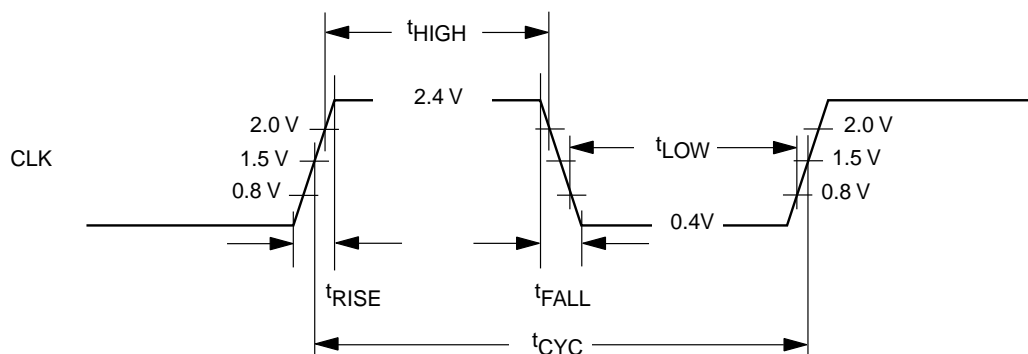 tHIGH
2.4 V
2.0 V
2.0 V
CLK
1.5 V
tLOW
1.5 V
0.8 V
0.8 V
0.4V
tRISE
tFALL
tCYC